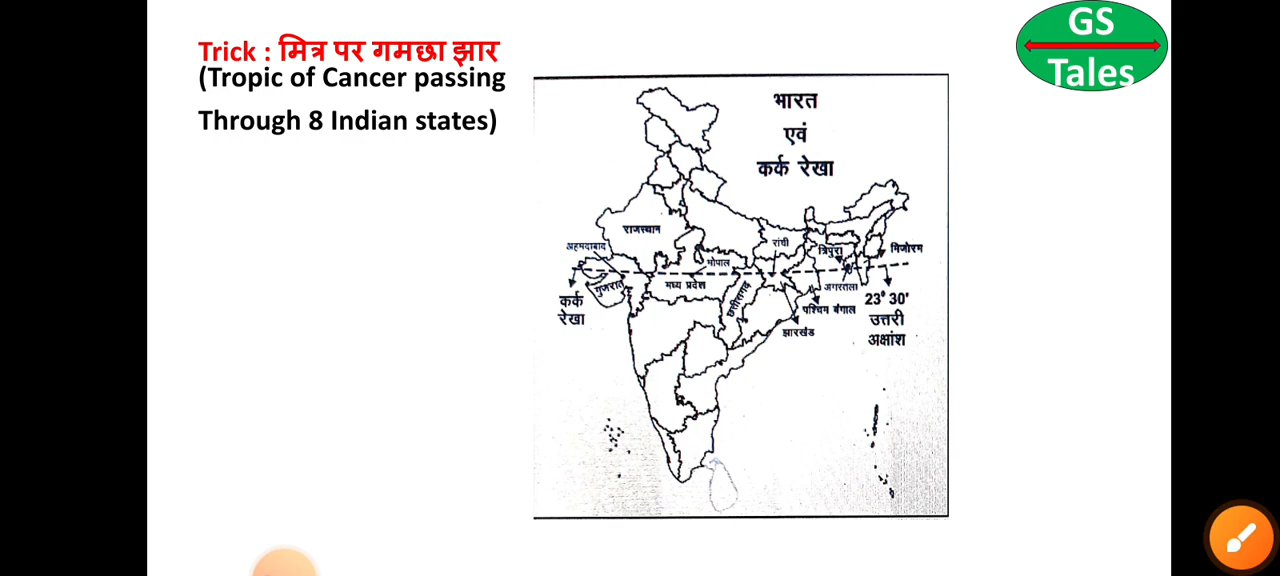 GS
Tales
Trick : मित्र पर गमछा झार
(Tropic of Cancer passing
Through 8 Indian states)
भारत
एवं
कर्क रेखा
राजस्थान
अहमदाबाद
रांची
त्रिपुरा
मिजोरम
भोपाल
गुजरात
मध्य प्रदेश
छत्तीसगढ़
अगरतला
कर्क
रेखा
पश्चिम बंगाल
झारखंड
23° 30'
उत्तरी
अक्षांश